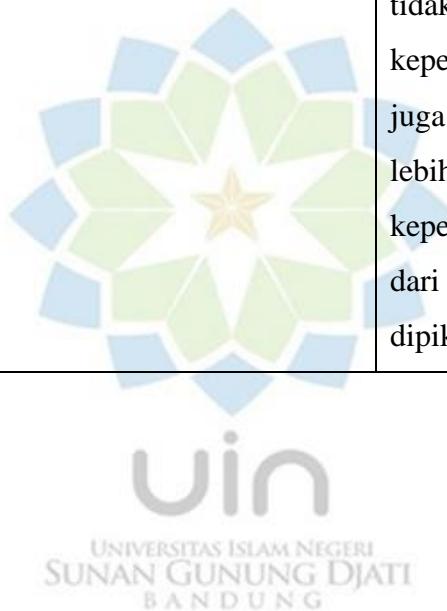 tidak
kepe
juga
lebih
kepe
dari
dipik
uin
UNIVERSITAS ISLAM NEGERI
SUNAN GUNUNG DJATI
BANDUNG